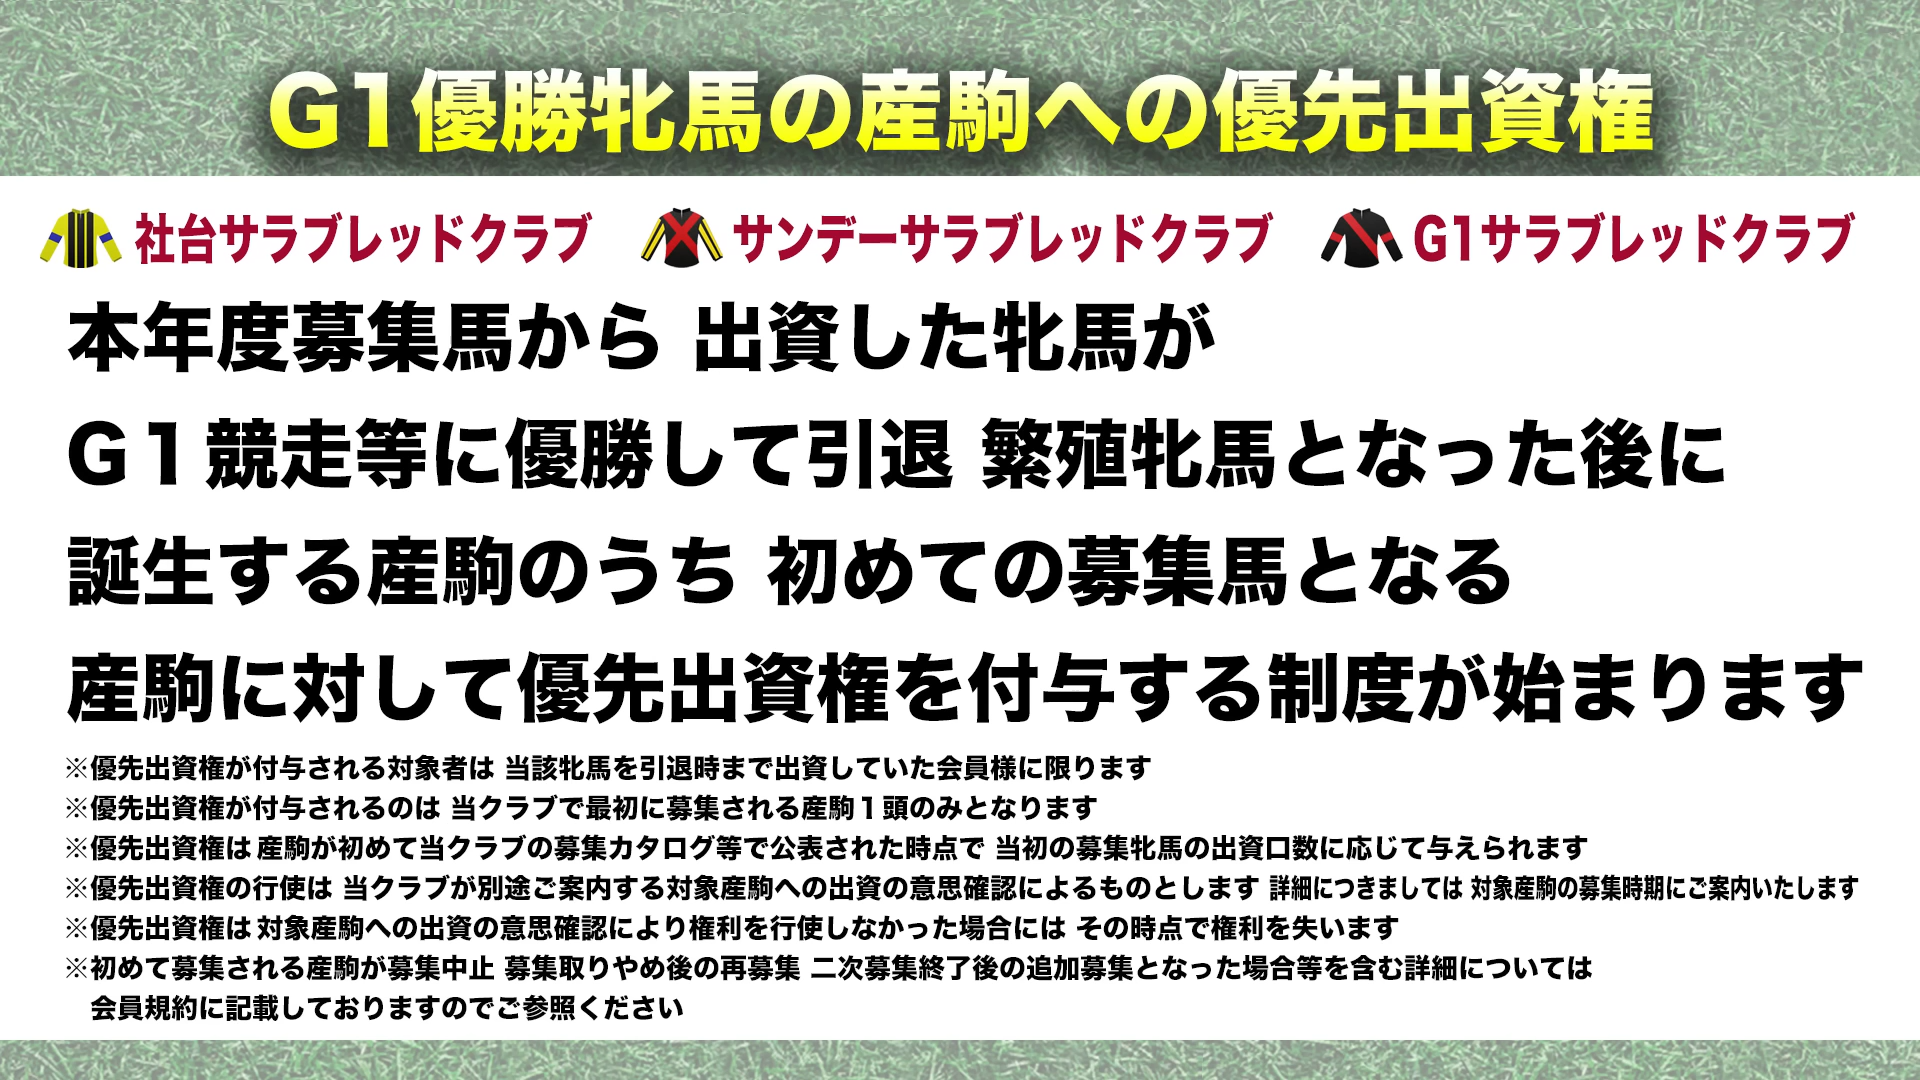 G1優勝牝馬の産駒への優先出資権
社台サラブレッドクラブ サンデーサラブレッドクラブ G1サラブレッドクラブ
本年度募集馬から 出資した牝馬が
G１競走等に優勝して引退 繁殖牝馬となった後に
誕生する産駒のうち 初めての募集馬となる
産駒に対して優先出資権を付与する制度が始まります
※優先出資権が付与される対象者は 当該牝馬を引退時まで出資していた会員様に限ります
※優先出資権が付与されるのは 当クラブで最初に募集される産駒１頭のみとなります
※優先出資権は 産駒が初めて当クラブの募集カタログ等で公表された時点で 当初の募集牝馬の出資口数に応じて与えられます
※優先出資権の行使は 当クラブが別途ご案内する対象産駒への出資の意思確認によるものとします 詳細につきましては 対象産駒の募集時期にご案内いたします
※優先出資権は 対象産駒への出資の意思確認により権利を行使しなかった場合には その時点で権利を失います
※初めて募集される産駒が募集中止 募集取りやめ後の再募集 二次募集終了後の追加募集となった場合等を含む詳細については
会員規約に記載しておりますのでご参照ください